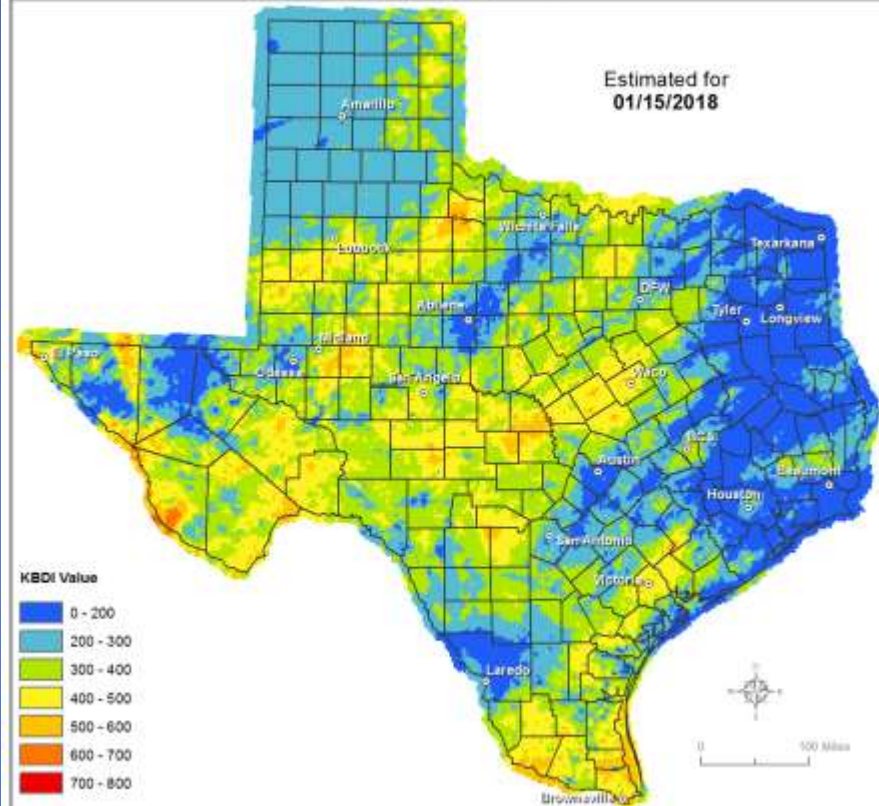 Estimated for
01/15/2018
Amarillo
Wichita Falls
Texarkana
Lubbock
DFW
Abilene
Tyler
Longview
Midland
El Paso
Odessa
San Angelo
Waco
BCS
Austin
Beaumont
Houston
San Antonio
Victoria
Laredo
Brownsville
KBDI Value
0 - 200
200 - 300
300 - 400
400 - 500
500 - 600
600 - 700
700 - 800
0 100 Miles